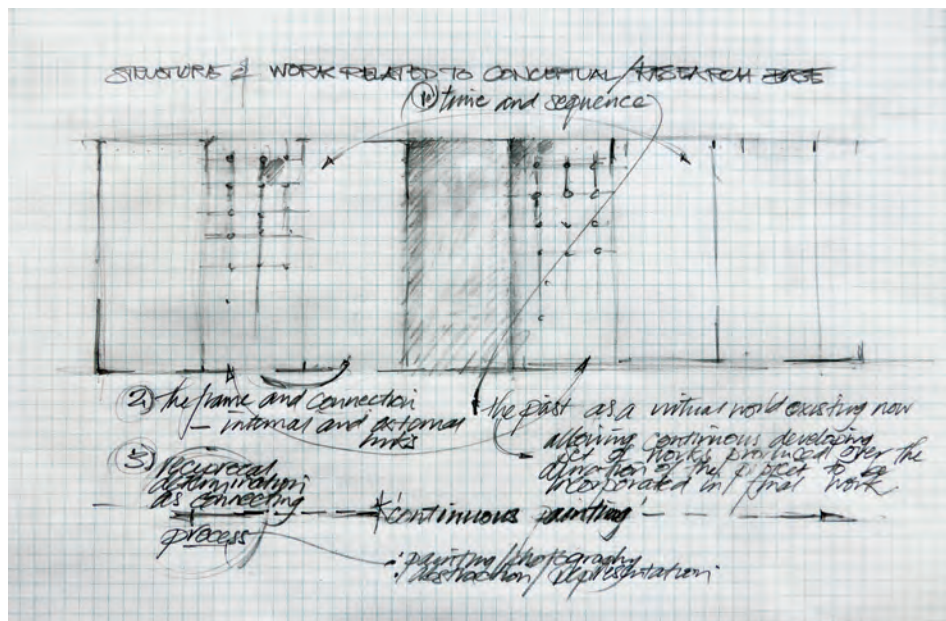 STRUCTURE & WORK RELATED TO CONCEPTUAL/RESEARCH
① time and sequence
② the frame and connection
— internal and external
links
the past as a virtual world existing now
allowing continuous developing
set of works produced over the
duration of the project to be
incorporated in / final work
③ reciprocal
determination
as connecting
process
'continuous painting'
: painting/photography
: abstraction/representation